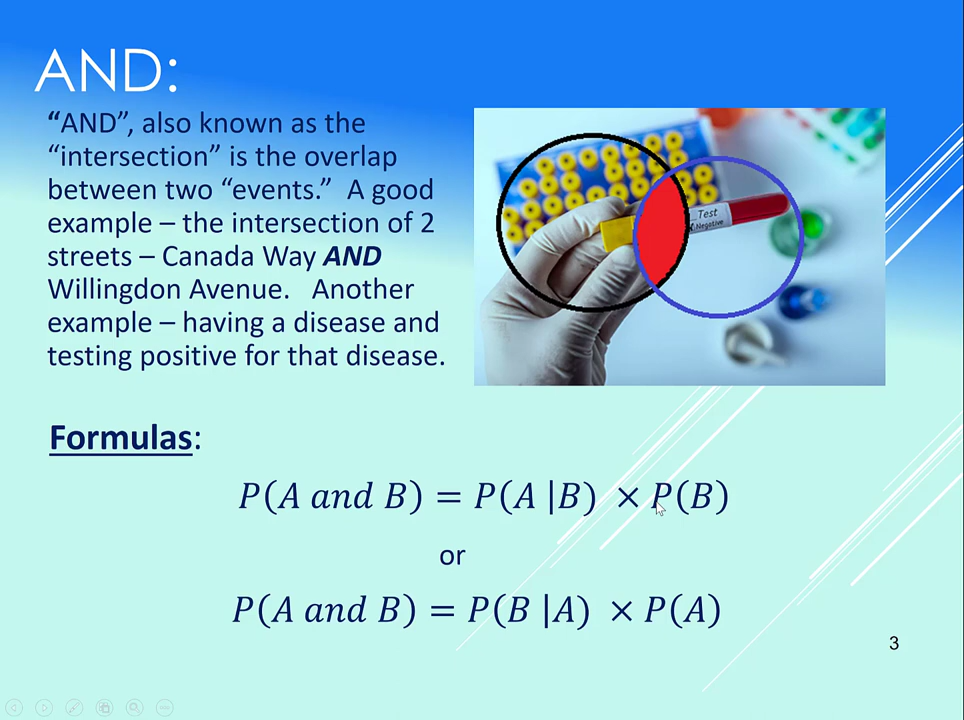 AND:
“AND”, also known as the
“intersection” is the overlap
between two “events.” A good
example – the intersection of 2
streets – Canada Way AND
Willingdon Avenue. Another
example – having a disease and
testing positive for that disease.
Test
Negative
Formulas:
P(A and B) = P(A |B) × P(B)
or
P(A and B) = P(B |A) × P(A)
3